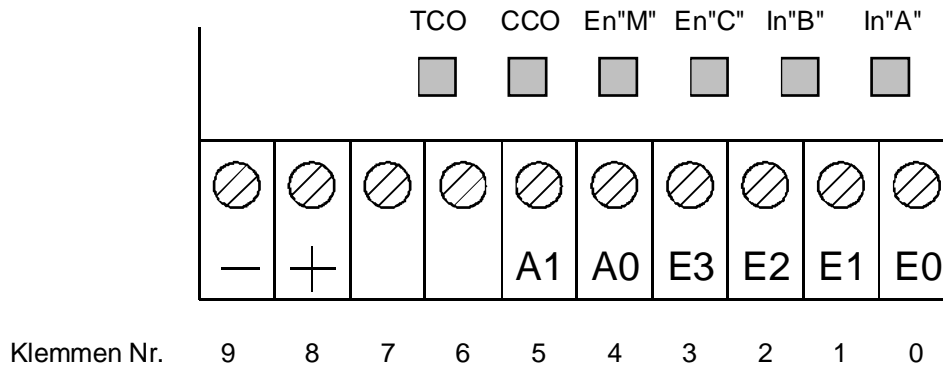 TCO CCO En"M" En"C" In"B" In"A"
− + A1 A0 E3 E2 E1 E0
Klemmen Nr. 9 8 7 6 5 4 3 2 1 0